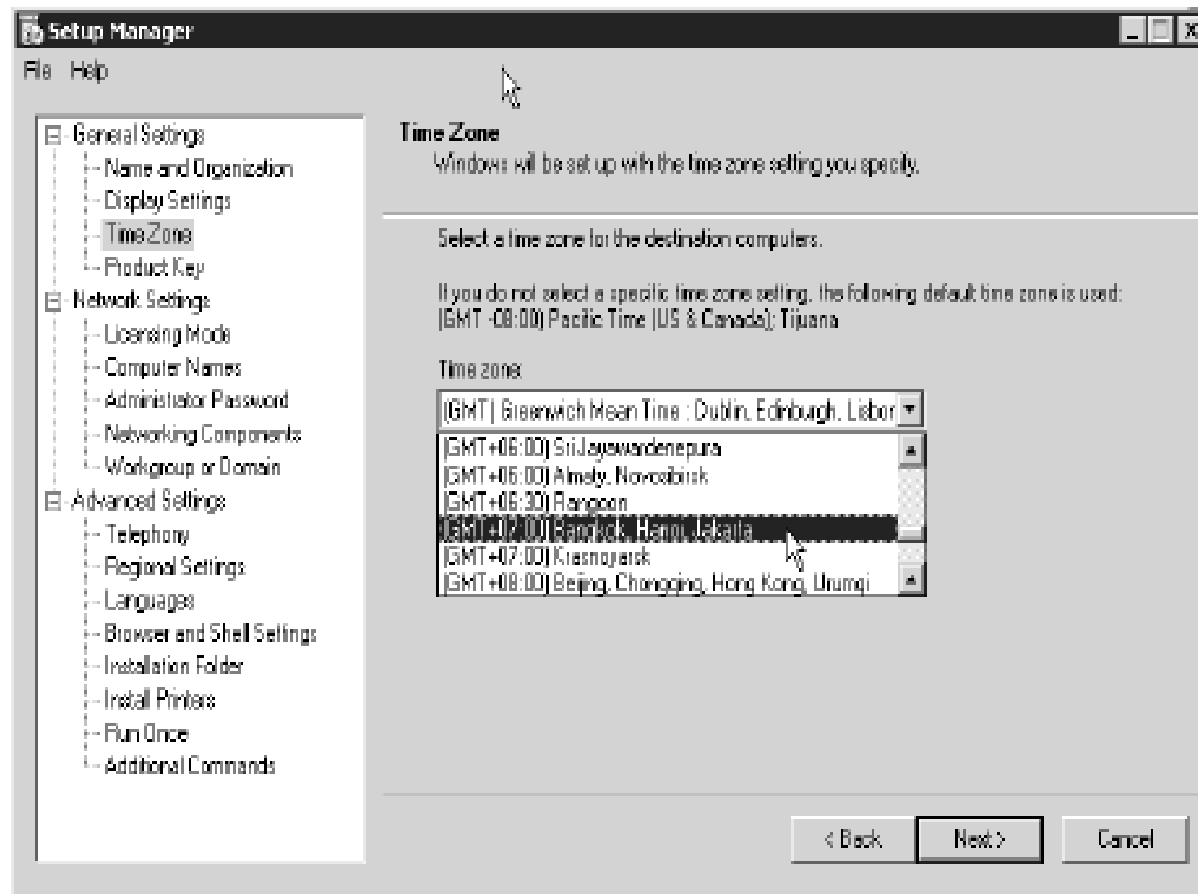 Setup Manager
File Help
General Settings
Name and Organization
Display Settings
Time Zone
Product Key
Network Settings
Licensing Mode
Computer Names
Administrator Password
Networking Components
Workgroup or Domain
Advanced Settings
Telephony
Regional Settings
Languages
Browser and Shell Settings
Installation Folder
Install Printers
Run Once
Additional Commands
Time Zone
Windows will be set up with the time zone setting you specify.
Select a time zone for the destination computers.
If you do not select a specific time zone setting, the following default time zone is used:
(GMT -08:00) Pacific Time (US & Canada); Tijuana
Time zone:
(GMT) Greenwich Mean Time : Dublin, Edinburgh, Lisbon
(GMT+06:00) Sri Jayawardenepura
(GMT+06:00) Almaty, Novosibirsk
(GMT+06:30) Rangoon
(GMT+07:00) Bangkok, Hanoi, Jakarta
(GMT+07:00) Krasnoyarsk
(GMT+08:00) Beijing, Chongqing, Hong Kong, Urumqi
< Back
Next >
Cancel